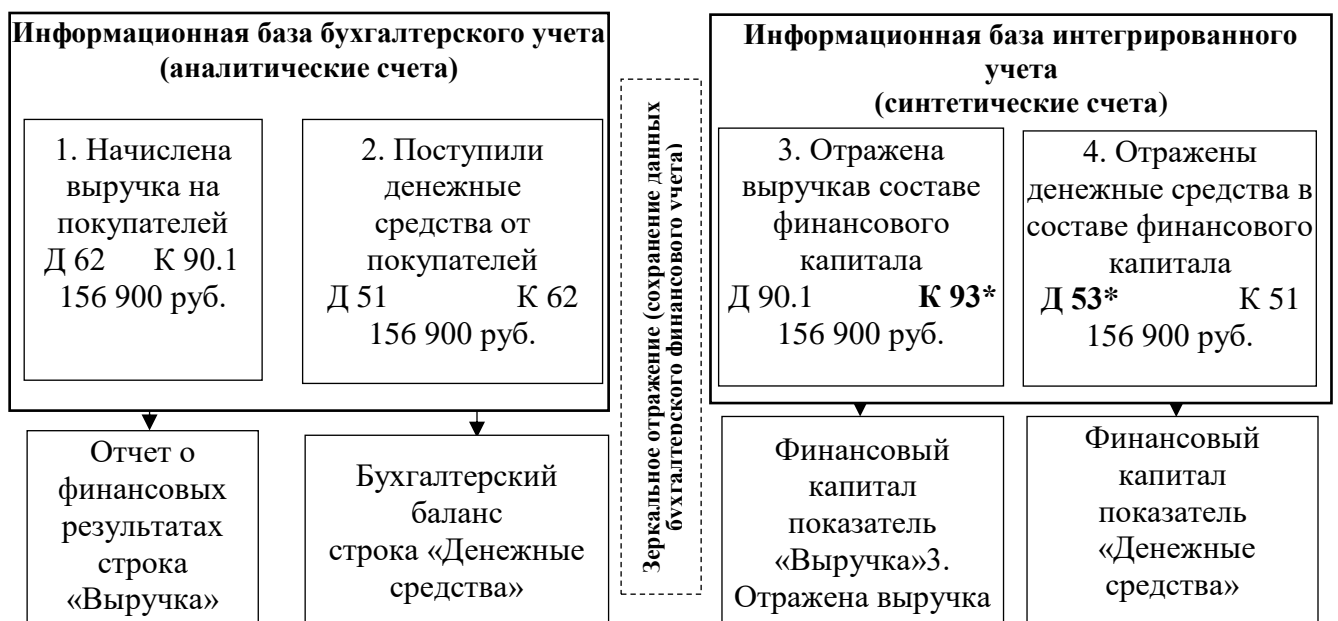 Информационная база бухгалтерского учета
(аналитические счета)
1. Начислена
выручка на
покупателей
Д 62 К 90.1
156 900 руб.
2. Поступили
денежные
средства от
покупателей
Д 51 К 62
156 900 руб.
Отчет о
финансовых
результатах
строка
«Выручка»
Бухгалтерский
баланс
строка «Денежные
средства»
Зеркальное отражение (сохранение данных
бухгалтерского финансового учета)
Информационная база интегрированного
учета
(синтетические счета)
3. Отражена
выручкав составе
финансового
капитала
Д 90.1 К 93*
156 900 руб.
4. Отражены
денежные средства в
составе финансового
капитала
Д 53* К 51
156 900 руб.
Финансовый
капитал
показатель
«Выручка»3.
Отражена выручка
Финансовый
капитал
показатель
«Денежные
средства»